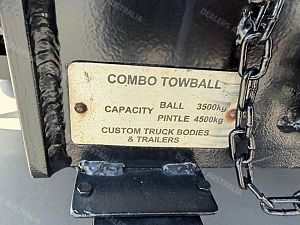 COMBO TOWBALL
CAPACITY BALL 3500kg
PINTLE 4500kg
CUSTOM TRUCK BODIES
& TRAILERS